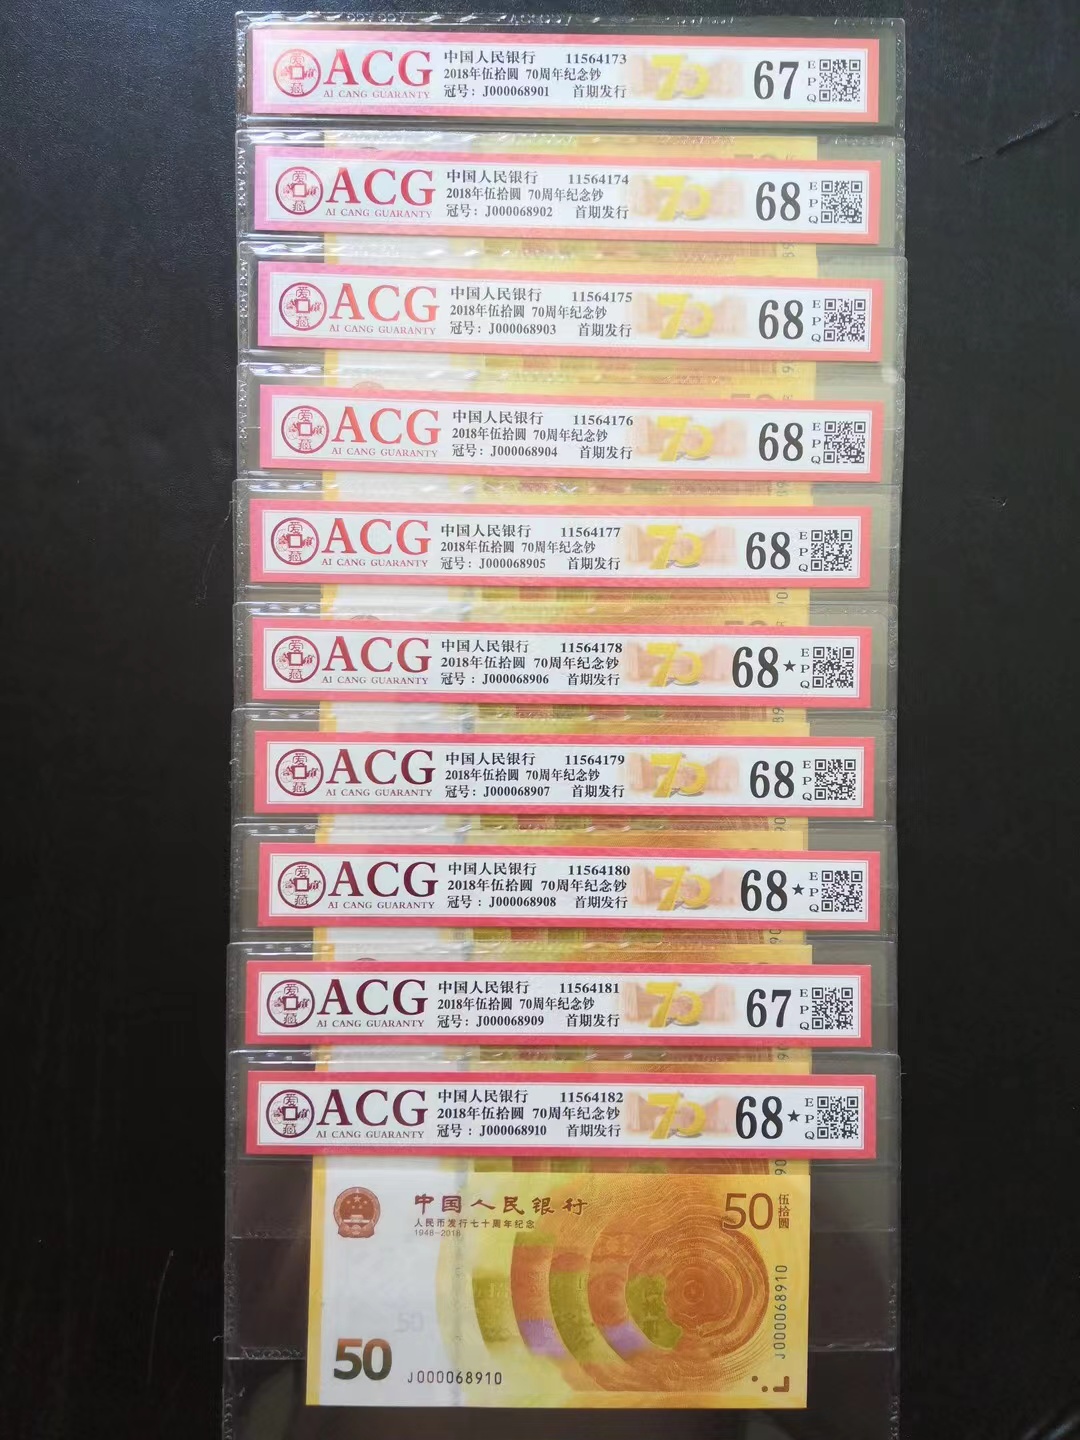 ACG
AI CANG GUARANTY
中国人民银行 11564173
2018年伍拾圆 70周年纪念钞
冠号: J000068901 首期发行
70
67
EPQ
ACG
AI CANG GUARANTY
中国人民银行 11564174
2018年伍拾圆 70周年纪念钞
冠号: J000068902 首期发行
70
68
EPQ
ACG
AI CANG GUARANTY
中国人民银行 11564175
2018年伍拾圆 70周年纪念钞
冠号: J000068903 首期发行
70
68
EPQ
ACG
AI CANG GUARANTY
中国人民银行 11564176
2018年伍拾圆 70周年纪念钞
冠号: J000068904 首期发行
70
68
EPQ
ACG
AI CANG GUARANTY
中国人民银行 11564177
2018年伍拾圆 70周年纪念钞
冠号: J000068905 首期发行
70
68
EPQ
ACG
AI CANG GUARANTY
中国人民银行 11564178
2018年伍拾圆 70周年纪念钞
冠号: J000068906 首期发行
70
68★
EPQ
ACG
AI CANG GUARANTY
中国人民银行 11564179
2018年伍拾圆 70周年纪念钞
冠号: J000068907 首期发行
70
68
EPQ
ACG
AI CANG GUARANTY
中国人民银行 11564180
2018年伍拾圆 70周年纪念钞
冠号: J000068908 首期发行
70
68★
EPQ
ACG
AI CANG GUARANTY
中国人民银行 11564181
2018年伍拾圆 70周年纪念钞
冠号: J000068909 首期发行
70
67
EPQ
ACG
AI CANG GUARANTY
中国人民银行 11564182
2018年伍拾圆 70周年纪念钞
冠号: J000068910 首期发行
70
68★
EPQ
中国人民银行
人民币发行七十周年纪念
1948-2018
50 伍拾圆
J000068910
50
J000068910